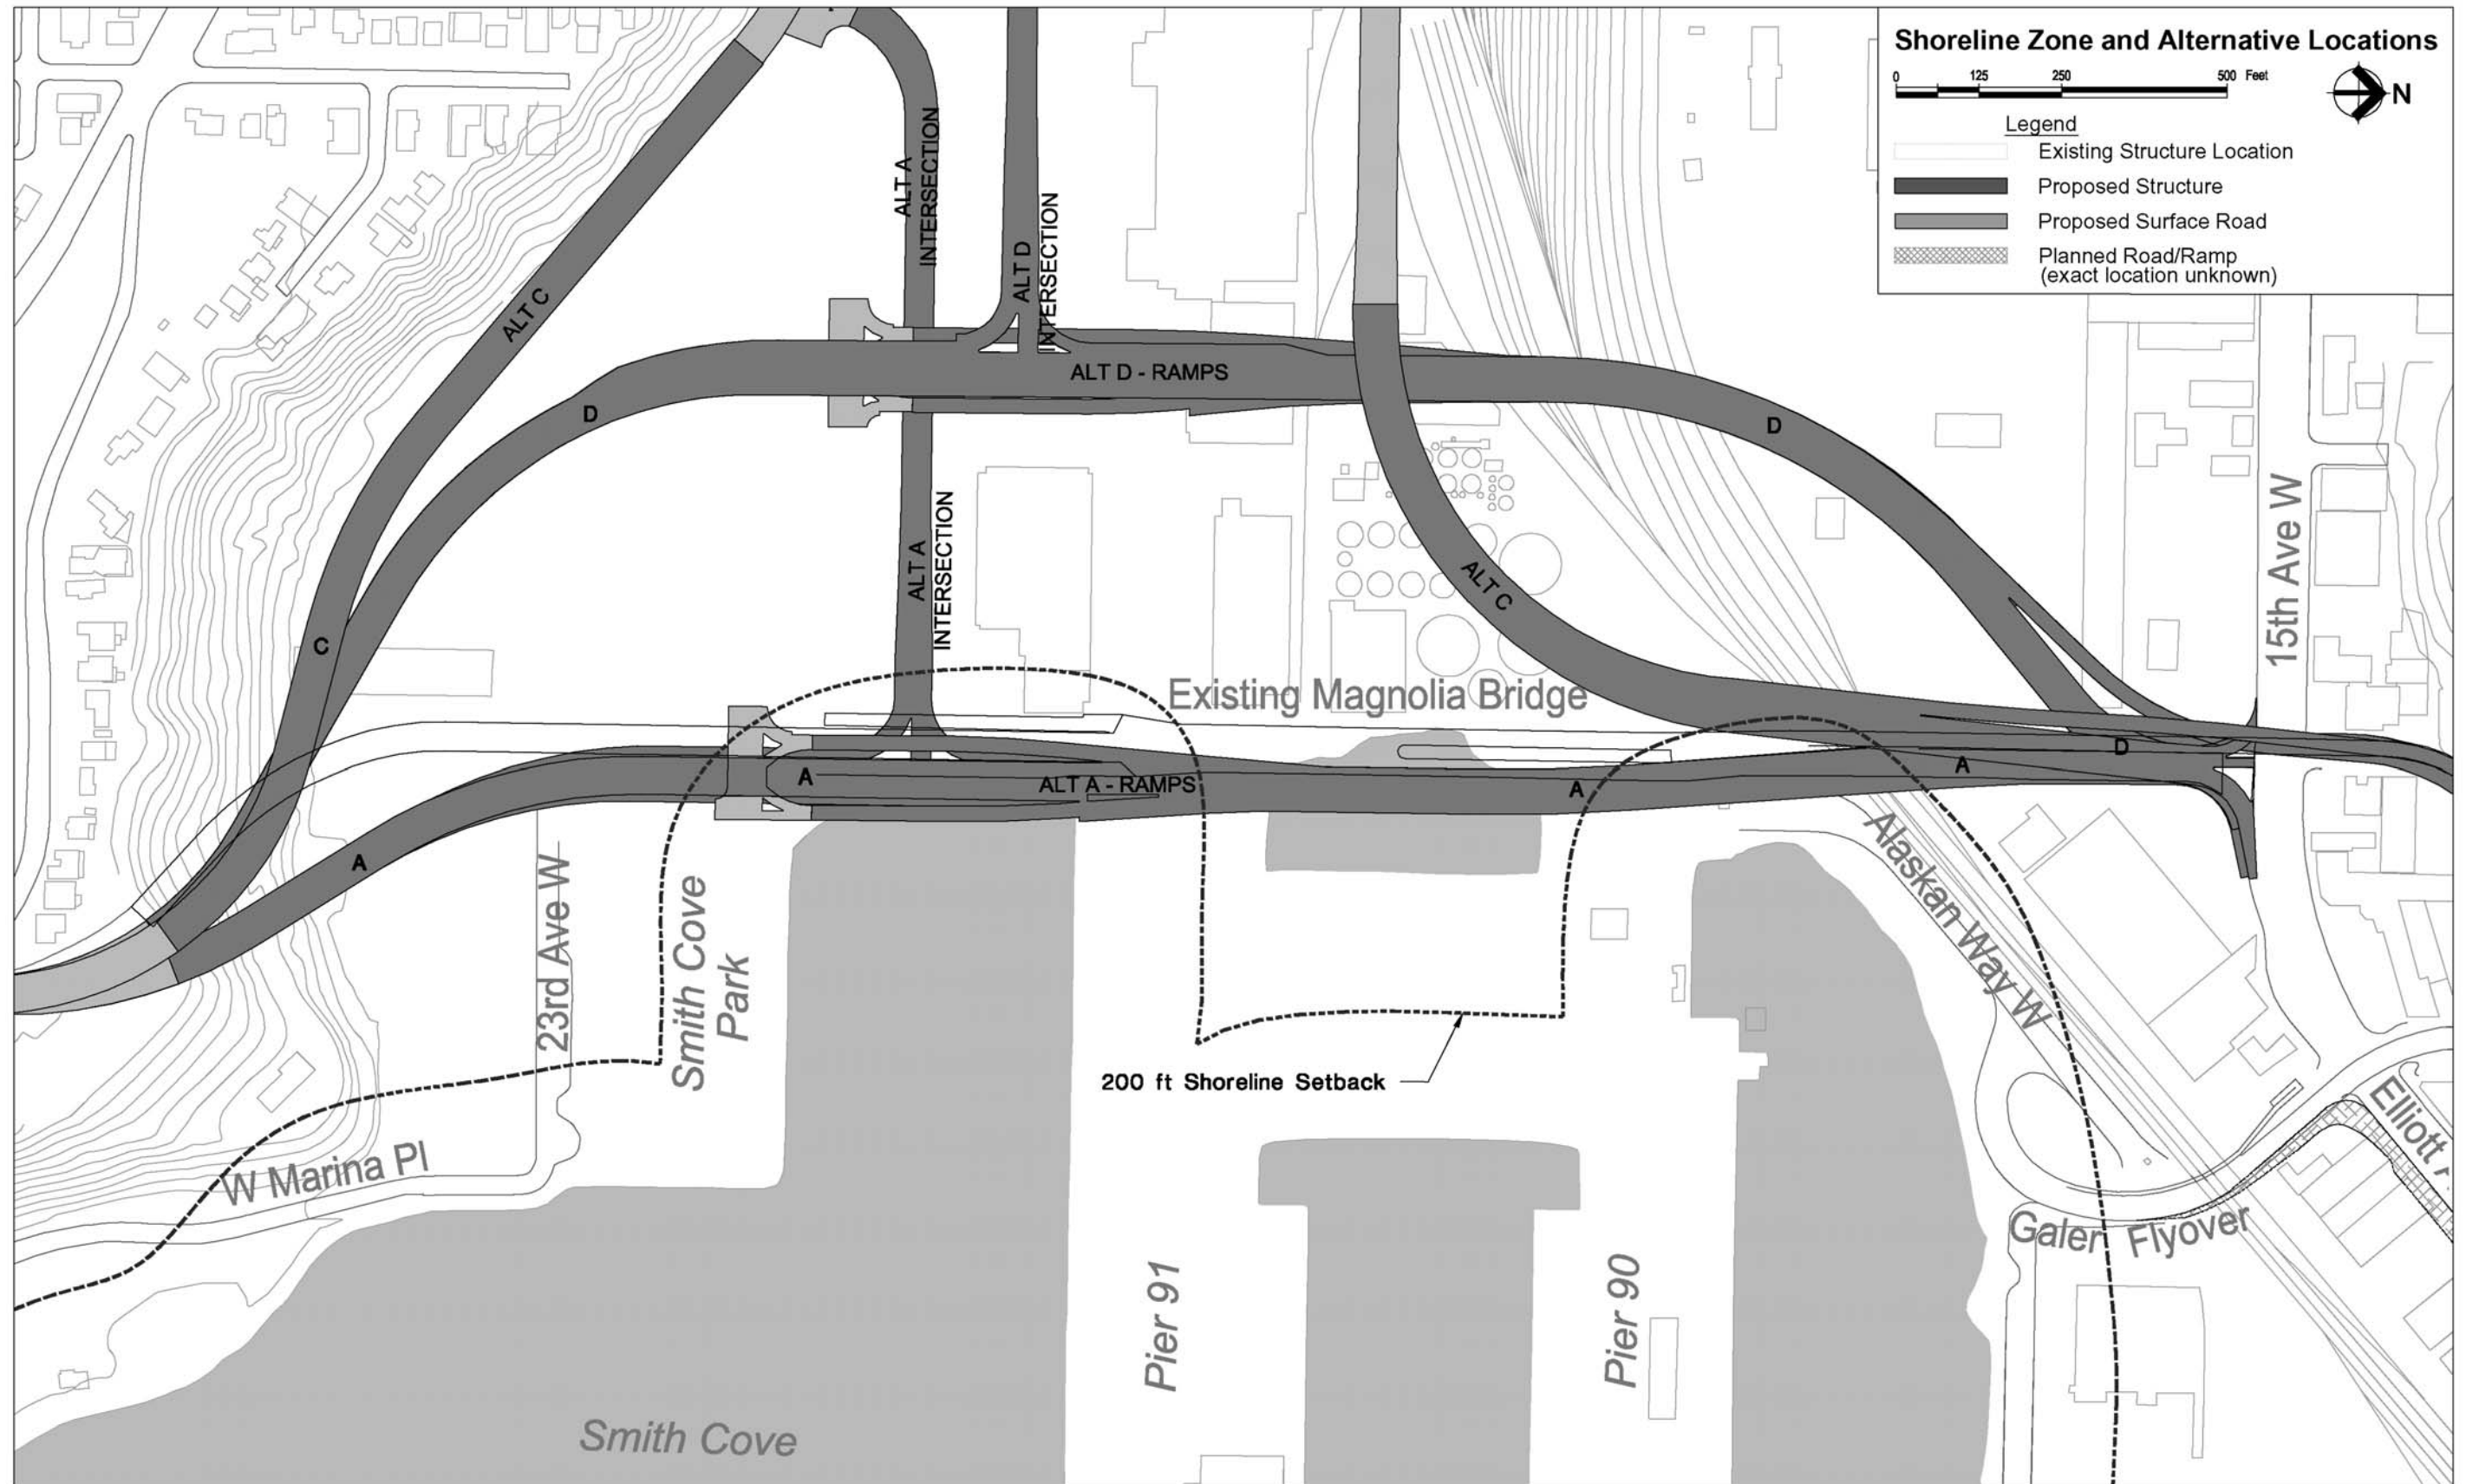 Shoreline Zone and Alternative Locations
0 125 250 500 Feet
N
Legend
Existing Structure Location
Proposed Structure
Proposed Surface Road
Planned Road/Ramp
(exact location unknown)
ALT C
ALT A
INTERSECTION
ALT D
INTERSECTION
ALT D - RAMPS
D
D
ALT A
INTERSECTION
ALT C
15th Ave W
C
Existing Magnolia Bridge
D
A
A
ALT A - RAMPS
A
A
23rd Ave W
Smith Cove
Park
Alaskan Way W
200 ft Shoreline Setback
W Marina Pl
Elliott
Galer Flyover
Pier 91
Pier 90
Smith Cove